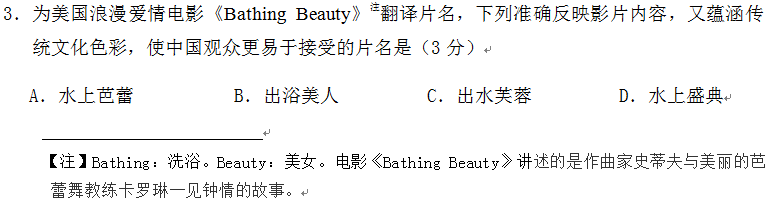 3．为美国浪漫爱情电影《Bathing Beauty》注翻译片名，下列准确反映影片内容，又蕴涵传
统文化色彩，使中国观众更易于接受的片名是（3 分）
A．水上芭蕾 B．出浴美人 C．出水芙蓉 D．水上盛典
【注】Bathing：洗浴。Beauty：美女。电影《Bathing Beauty》讲述的是作曲家史蒂夫与美丽的芭
蕾舞教练卡罗琳一见钟情的故事。